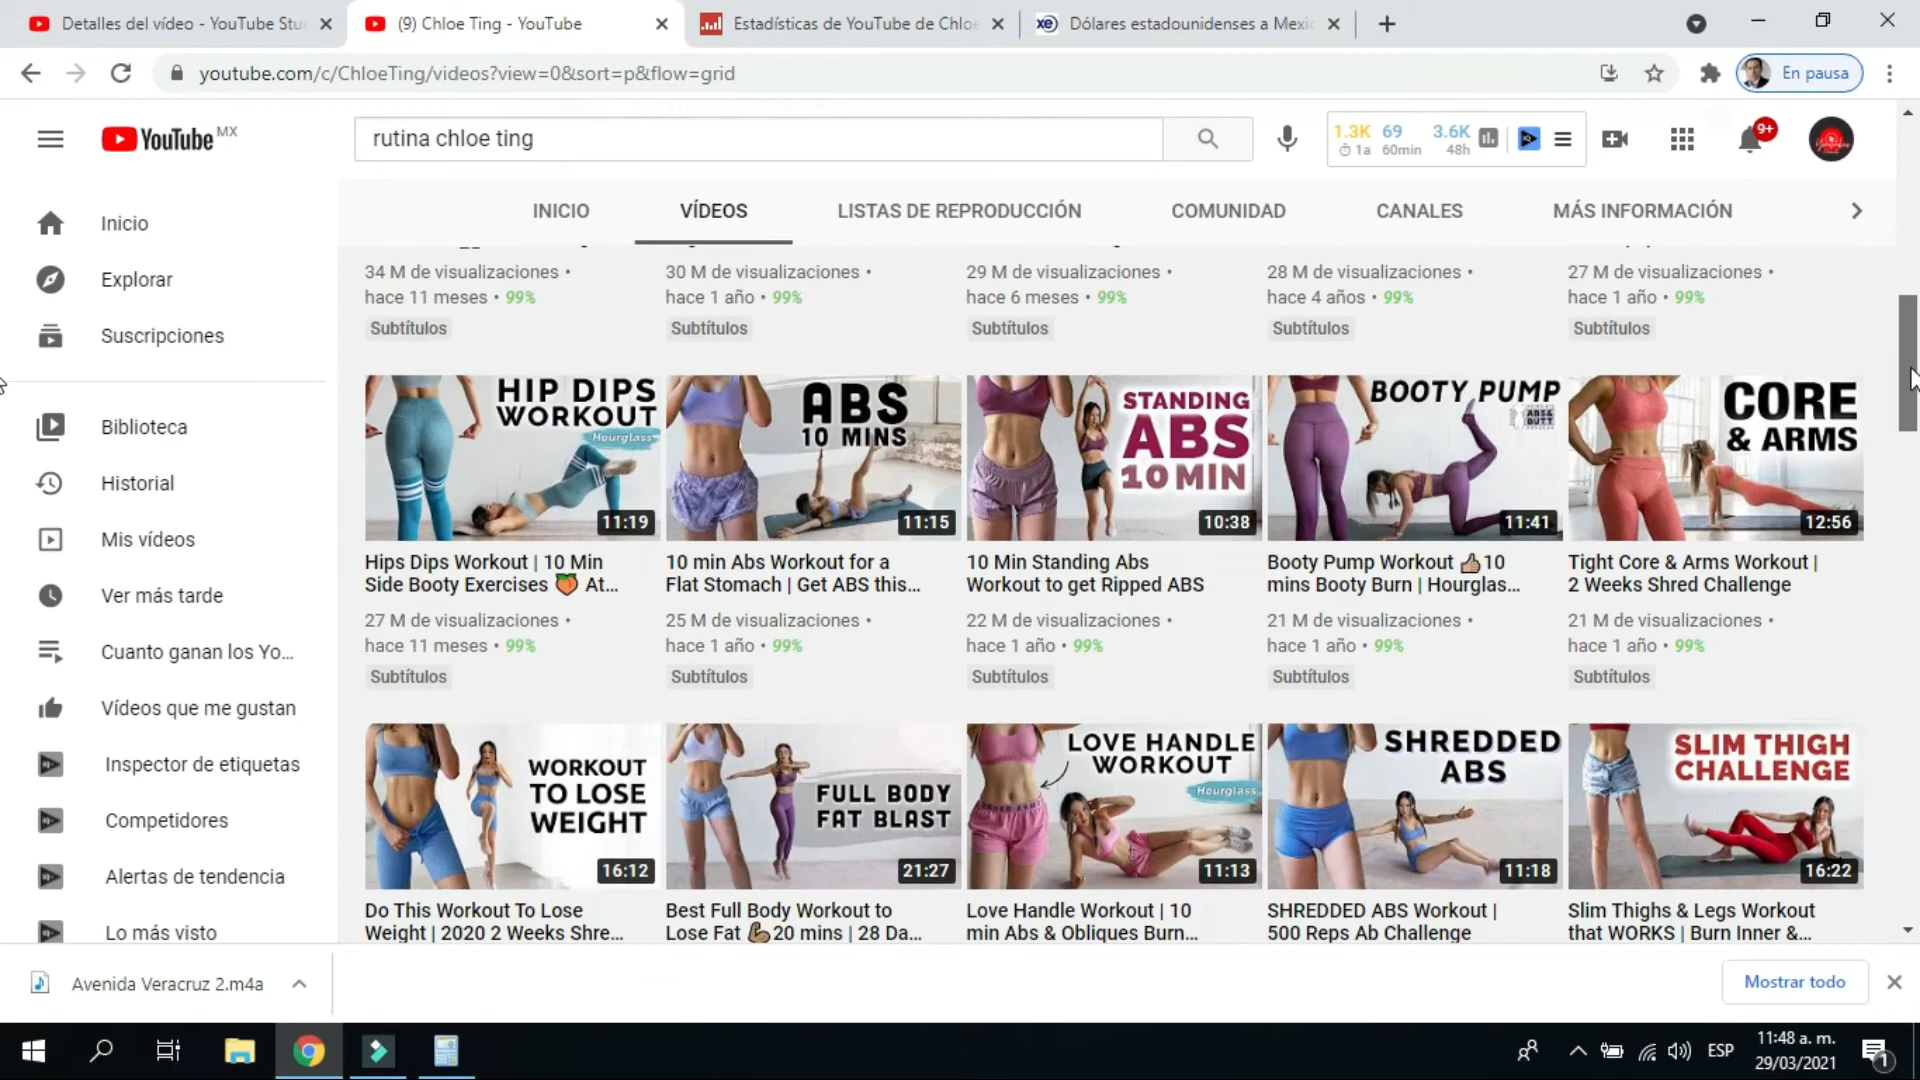 Detalles del vídeo - YouTube Stu
(9) Chloe Ting - YouTube
Estadísticas de YouTube de Chloe
Dólares estadounidenses a Mexic
youtube.com/c/ChloeTing/videos?view=0&sort=p&flow=grid
En pausa
YouTube MX
rutina chloe ting
1.3K 69 3.6K
1a 60min 48h
9+
INICIO VÍDEOS LISTAS DE REPRODUCCIÓN COMUNIDAD CANALES MÁS INFORMACIÓN
Inicio
Explorar
Suscripciones
Biblioteca
Historial
Mis vídeos
Ver más tarde
Cuanto ganan los Yo...
Vídeos que me gustan
Inspector de etiquetas
Competidores
Alertas de tendencia
Lo más visto
34 M de visualizaciones •
hace 11 meses • 99%
Subtítulos
30 M de visualizaciones •
hace 1 año • 99%
Subtítulos
29 M de visualizaciones •
hace 6 meses • 99%
Subtítulos
28 M de visualizaciones •
hace 4 años • 99%
Subtítulos
27 M de visualizaciones •
hace 1 año • 99%
Subtítulos
HIP DIPS
WORKOUT
Hourglass
11:19
Hips Dips Workout | 10 Min
Side Booty Exercises 🍑 At...
27 M de visualizaciones •
hace 11 meses • 99%
Subtítulos
ABS
10 MINS
11:15
10 min Abs Workout for a
Flat Stomach | Get ABS this...
25 M de visualizaciones •
hace 1 año • 99%
Subtítulos
STANDING
ABS
10 MIN
10:38
10 Min Standing Abs
Workout to get Ripped ABS
22 M de visualizaciones •
hace 1 año • 99%
Subtítulos
BOOTY PUMP
ABS&
BUTT
11:41
Booty Pump Workout 👍🏼10
mins Booty Burn | Hourglas...
21 M de visualizaciones •
hace 1 año • 99%
Subtítulos
CORE
& ARMS
12:56
Tight Core & Arms Workout |
2 Weeks Shred Challenge
21 M de visualizaciones •
hace 1 año • 99%
Subtítulos
WORKOUT
TO LOSE
WEIGHT
16:12
Do This Workout To Lose
Weight | 2020 2 Weeks Shre...
FULL BODY
FAT BLAST
21:27
Best Full Body Workout to
Lose Fat 💪🏽20 mins | 28 Da...
LOVE HANDLE
WORKOUT
Hourglass
11:13
Love Handle Workout | 10
min Abs & Obliques Burn...
SHREDDED
ABS
11:18
SHREDDED ABS Workout |
500 Reps Ab Challenge
SLIM THIGH
CHALLENGE
16:22
Slim Thighs & Legs Workout
that WORKS | Burn Inner &...
Avenida Veracruz 2.m4a
Mostrar todo
ESP
11:48 a. m.
29/03/2021
1